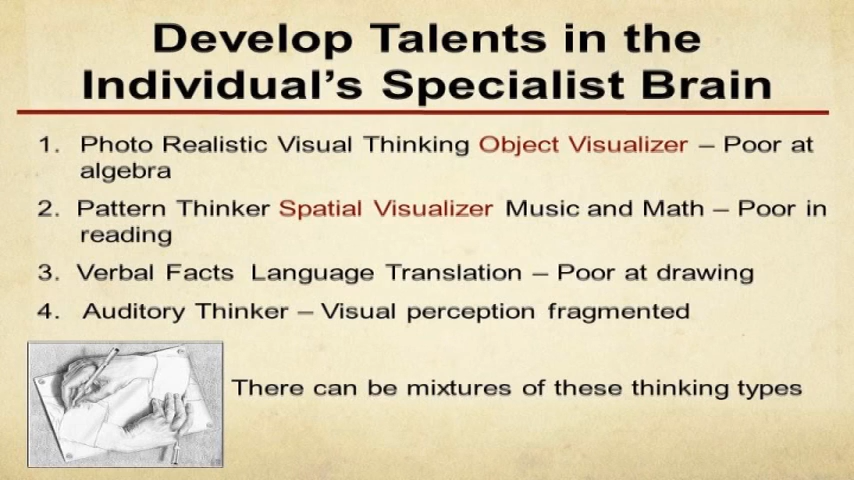 Develop Talents in the
Individual's Specialist Brain
1. Photo Realistic Visual Thinking Object Visualizer – Poor at
algebra
2. Pattern Thinker Spatial Visualizer Music and Math – Poor in
reading
3. Verbal Facts Language Translation – Poor at drawing
4. Auditory Thinker – Visual perception fragmented
There can be mixtures of these thinking types